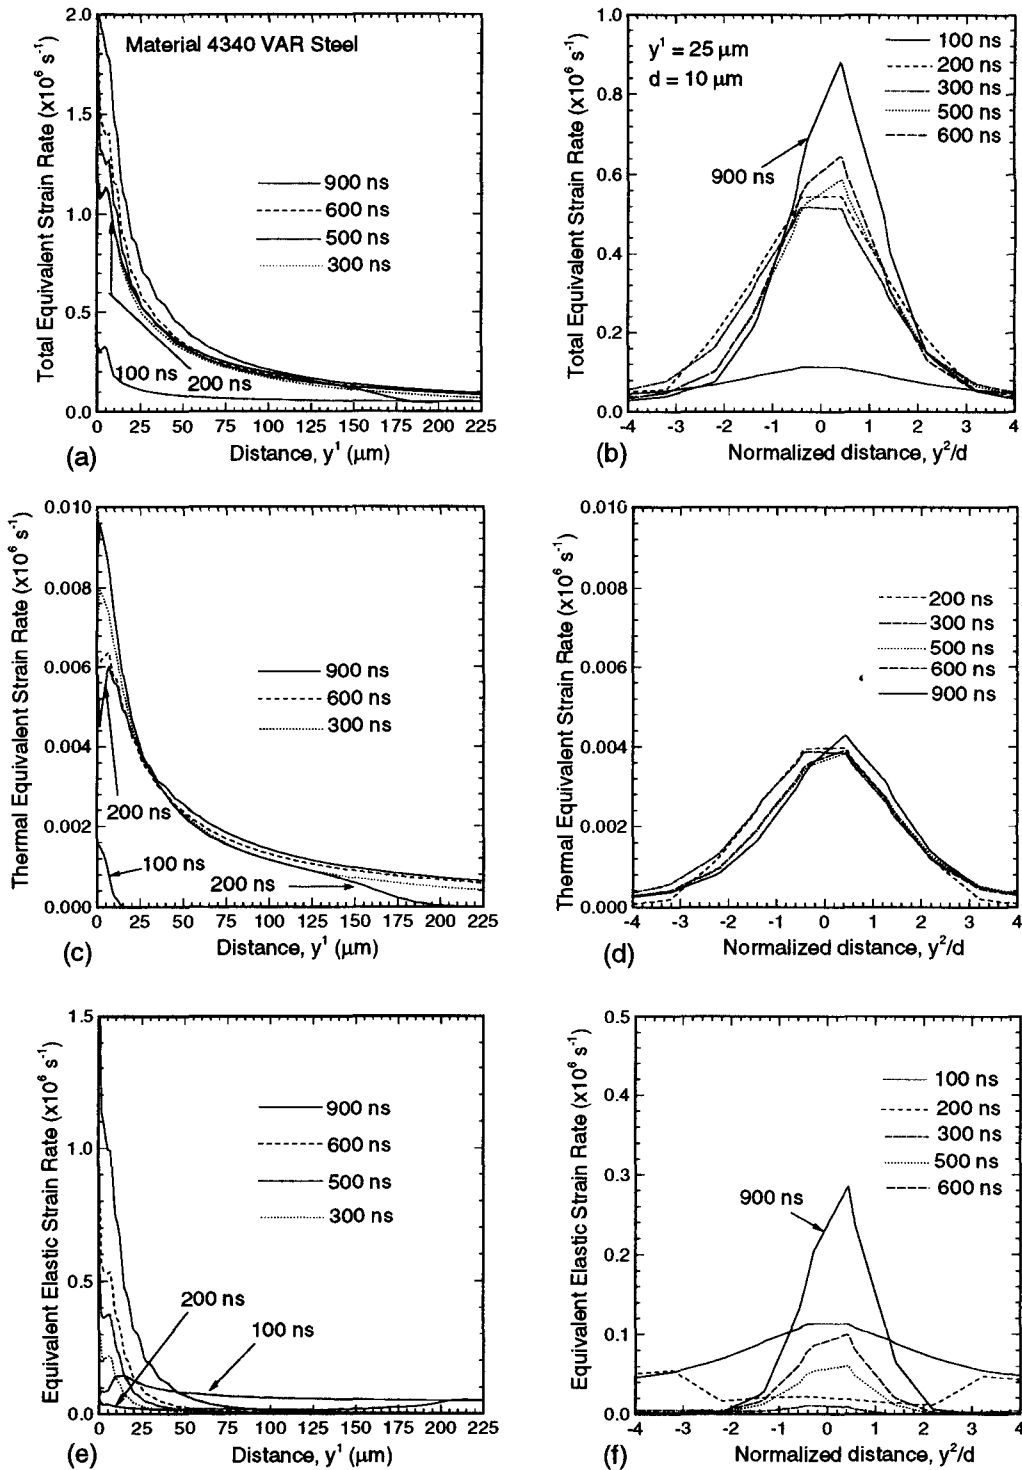 Material 4340 VAR Steel
900 ns
600 ns
500 ns
300 ns
100 ns
200 ns
Total Equivalent Strain Rate (x10⁶ s⁻¹)
2.0
1.5
1.0
0.5
0.0
0 25 50 75 100 125 150 175 200 225
Distance, y¹ (µm)
(a)
y¹ = 25 µm
d = 10 µm
100 ns
200 ns
300 ns
500 ns
600 ns
900 ns
Total Equivalent Strain Rate (x10⁶ s⁻¹)
1.0
0.8
0.6
0.4
0.2
0.0
-4 -3 -2 -1 0 1 2 3 4
Normalized distance, y²/d
(b)
Thermal Equivalent Strain Rate (x10⁶ s⁻¹)
0.010
0.008
0.006
0.004
0.002
0.000
900 ns
600 ns
300 ns
200 ns
100 ns
200 ns
0 25 50 75 100 125 150 175 200 225
Distance, y¹ (µm)
(c)
Thermal Equivalent Strain Rate (x10⁶ s⁻¹)
0.010
0.008
0.006
0.004
0.002
0.000
200 ns
300 ns
500 ns
600 ns
900 ns
-4 -3 -2 -1 0 1 2 3 4
Normalized distance, y²/d
(d)
Equivalent Elastic Strain Rate (x10⁶ s⁻¹)
1.5
1.0
0.5
0.0
900 ns
600 ns
500 ns
300 ns
200 ns
100 ns
0 25 50 75 100 125 150 175 200 225
Distance, y¹ (µm)
(e)
Equivalent Elastic Strain Rate (x10⁶ s⁻¹)
0.5
0.4
0.3
0.2
0.1
0.0
100 ns
200 ns
300 ns
500 ns
600 ns
900 ns
-4 -3 -2 -1 0 1 2 3 4
Normalized distance, y²/d
(f)